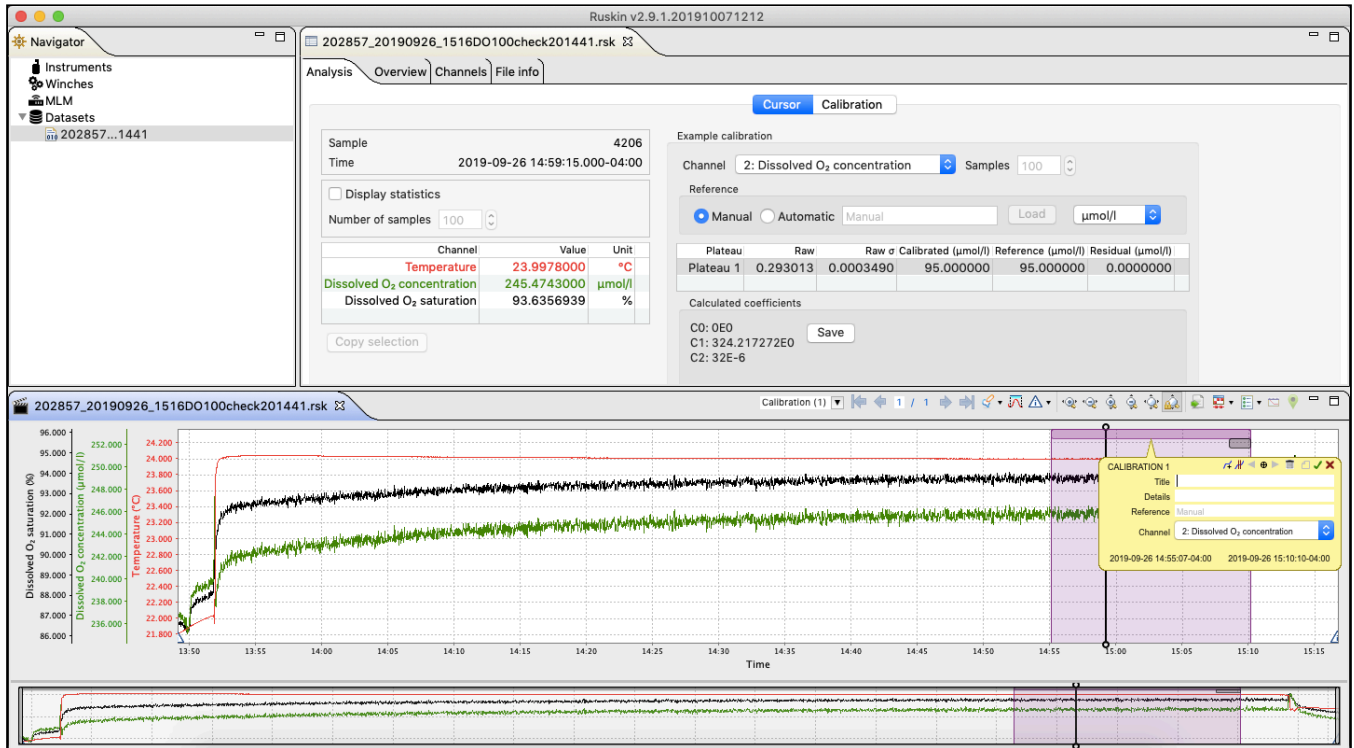 Ruskin v2.9.1.201910071212
Navigator
Instruments
Winches
MLM
Datasets
202857...1441
202857_20190926_1516DO100check201441.rsk
Analysis Overview Channels File info
Cursor Calibration
Sample 4206
Time 2019-09-26 14:59:15.000-04:00
Display statistics
Number of samples 100
Channel Value Unit
Temperature 23.9978000 °C
Dissolved O₂ concentration 245.4743000 µmol/l
Dissolved O₂ saturation 93.6356939 %
Copy selection
Example calibration
Channel 2: Dissolved O₂ concentration Samples 100
Reference
Manual Automatic Manual Load µmol/l
Plateau Raw Raw σ Calibrated (µmol/l) Reference (µmol/l) Residual (µmol/l)
Plateau 1 0.293013 0.0003490 95.000000 95.000000 0.0000000
Calculated coefficients
C0: 0E0
C1: 324.217272E0
C2: 32E-6
Save
202857_20190926_1516DO100check201441.rsk
Calibration (1) 1 / 1
Dissolved O₂ saturation (%)
96.000
95.000
94.000
93.000
92.000
91.000
90.000
89.000
88.000
87.000
86.000
Dissolved O₂ concentration (µmol/l)
252.000
250.000
248.000
246.000
244.000
242.000
240.000
238.000
236.000
Temperature (°C)
24.200
24.000
23.800
23.600
23.400
23.200
23.000
22.800
22.600
22.400
22.200
22.000
21.800
CALIBRATION 1
Title
Details
Reference Manual
Channel 2: Dissolved O₂ concentration
2019-09-26 14:55:07-04:00 2019-09-26 15:10:10-04:00
13:50 13:55 14:00 14:05 14:10 14:15 14:20 14:25 14:30 14:35 14:40 14:45 14:50 14:55 15:00 15:05 15:10 15:15
Time